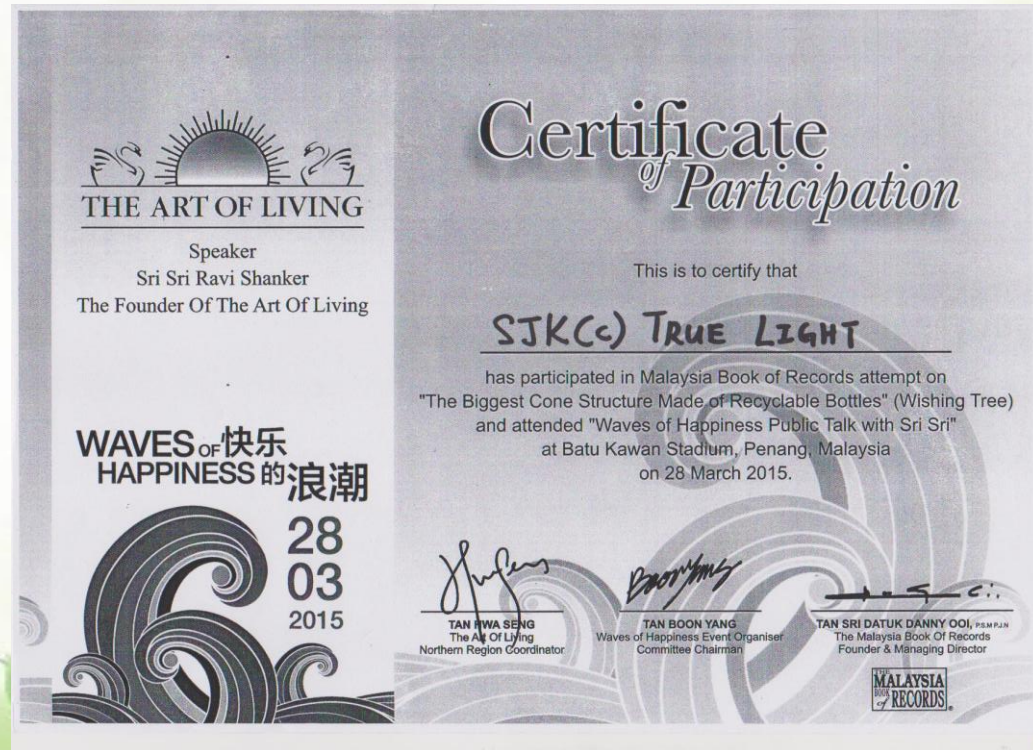 THE ART OF LIVING
Speaker
Sri Sri Ravi Shanker
The Founder Of The Art Of Living
WAVES OF 快乐
HAPPINESS 的浪潮
28
03
2015
Certificate
of Participation
This is to certify that
SJK(C) TRUE LIGHT
has participated in Malaysia Book of Records attempt on
"The Biggest Cone Structure Made of Recyclable Bottles" (Wishing Tree)
and attended "Waves of Happiness Public Talk with Sri Sri"
at Batu Kawan Stadium, Penang, Malaysia
on 28 March 2015.
TAN HWA SENG
The Art Of Living
Northern Region Coordinator
TAN BOON YANG
Waves of Happiness Event Organiser
Committee Chairman
TAN SRI DATUK DANNY OOI, P.S.M P.J.N
The Malaysia Book Of Records
Founder & Managing Director
THE
MALAYSIA
BOOK of RECORDS